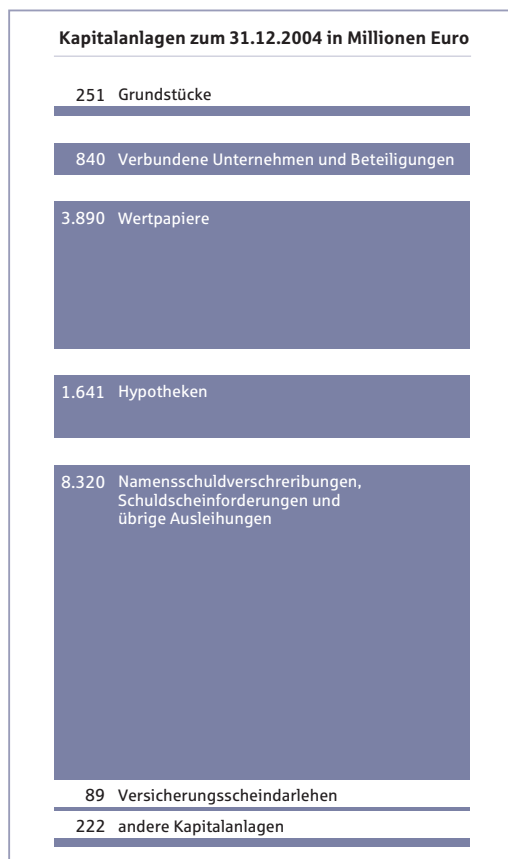 Kapitalanlagen zum 31.12.2004 in Millionen Euro
251 Grundstücke
840 Verbundene Unternehmen und Beteiligungen
3.890 Wertpapiere
1.641 Hypotheken
8.320 Namensschuldverschreribungen,
Schuldscheinforderungen und
übrige Ausleihungen
89 Versicherungsscheindarlehen
222 andere Kapitalanlagen